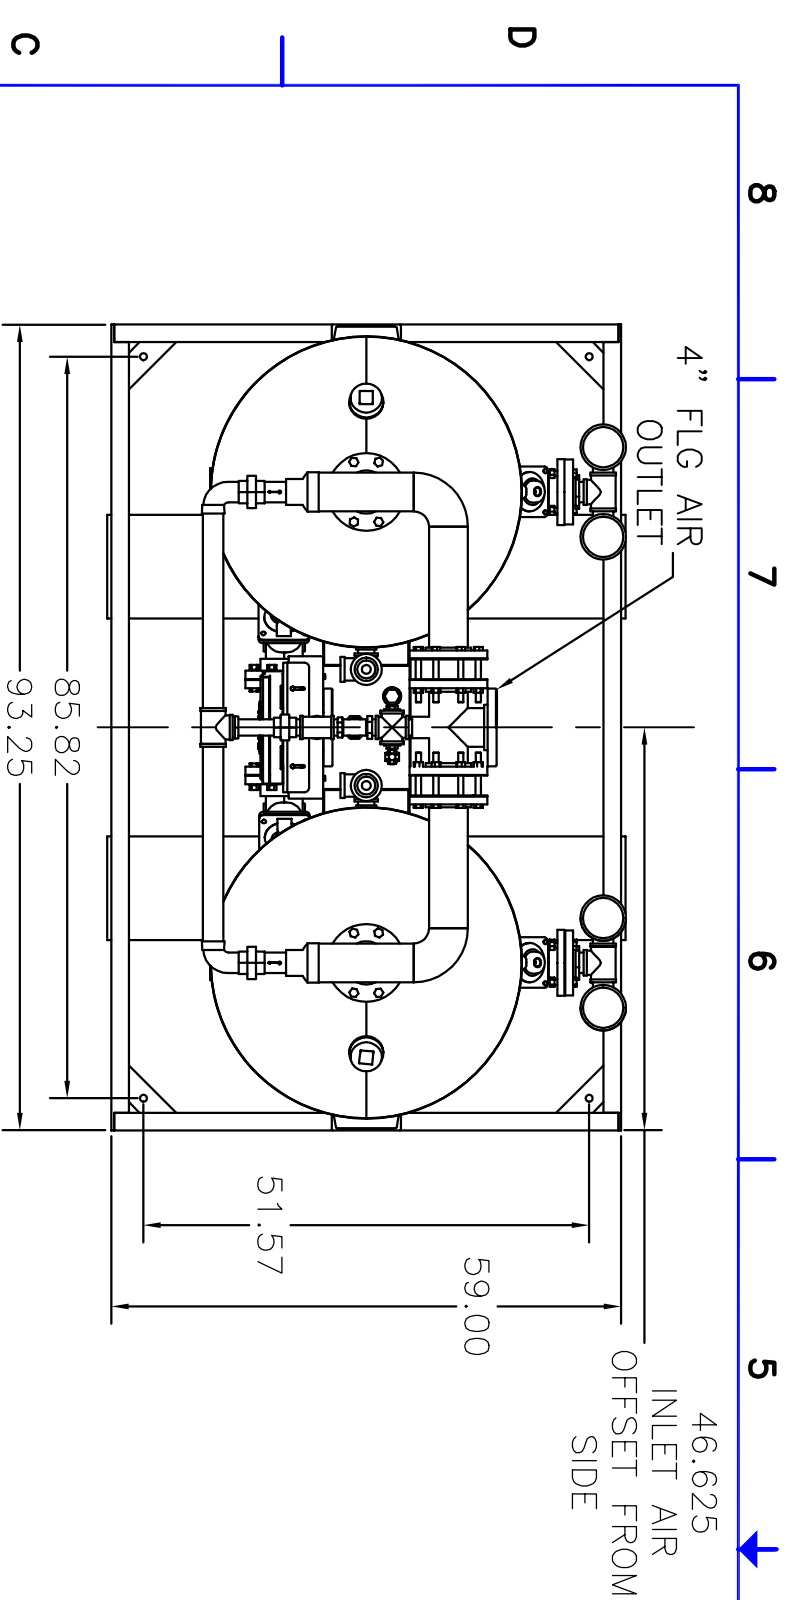 8
7
6
5
D
C
4” FLG AIR
OUTLET
46.625
INLET AIR
OFFSET FROM
SIDE
59.00
51.57
85.82
93.25